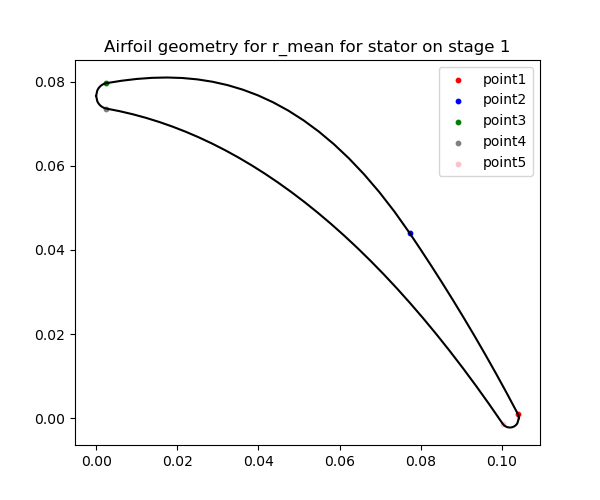 Airfoil geometry for r_mean for stator on stage 1
0.08
0.06
0.04
0.02
0.00
point1
point2
point3
point4
point5
0.00 0.02 0.04 0.06 0.08 0.10